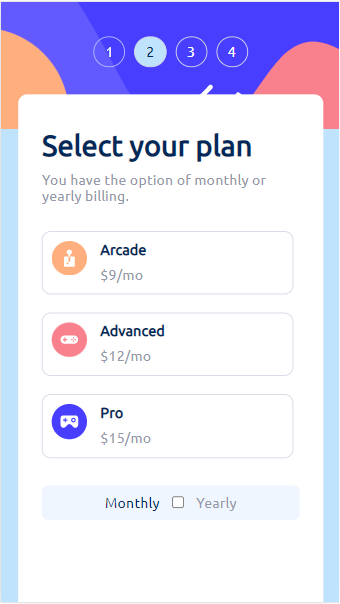 1 2 3 4
Select your plan
You have the option of monthly or
yearly billing.
Arcade
$9/mo
Advanced
$12/mo
Pro
$15/mo
Monthly Yearly